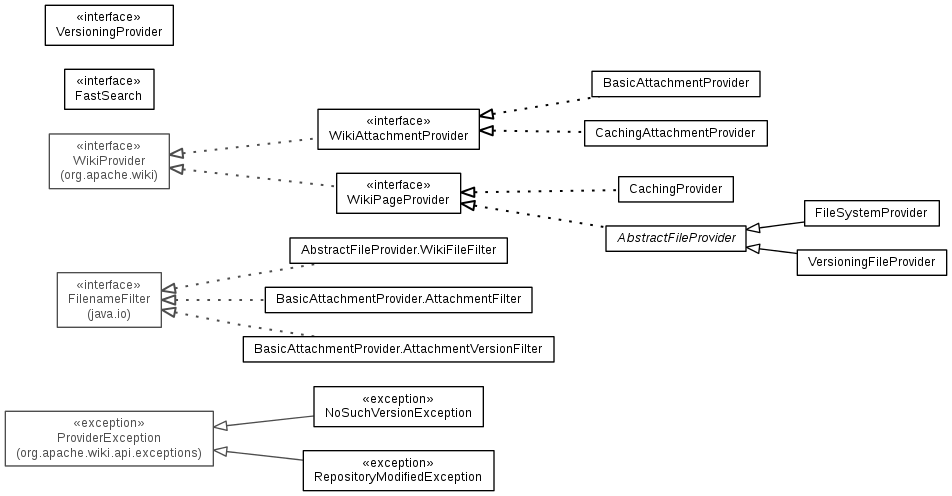 «interface»
VersioningProvider
«interface»
FastSearch
«interface»
WikiProvider
(org.apache.wiki)
«interface»
WikiAttachmentProvider
BasicAttachmentProvider
CachingAttachmentProvider
«interface»
WikiPageProvider
CachingProvider
AbstractFileProvider
FileSystemProvider
VersioningFileProvider
«interface»
FilenameFilter
(java.io)
AbstractFileProvider.WikiFileFilter
BasicAttachmentProvider.AttachmentFilter
BasicAttachmentProvider.AttachmentVersionFilter
«exception»
ProviderException
(org.apache.wiki.api.exceptions)
«exception»
NoSuchVersionException
«exception»
RepositoryModifiedException